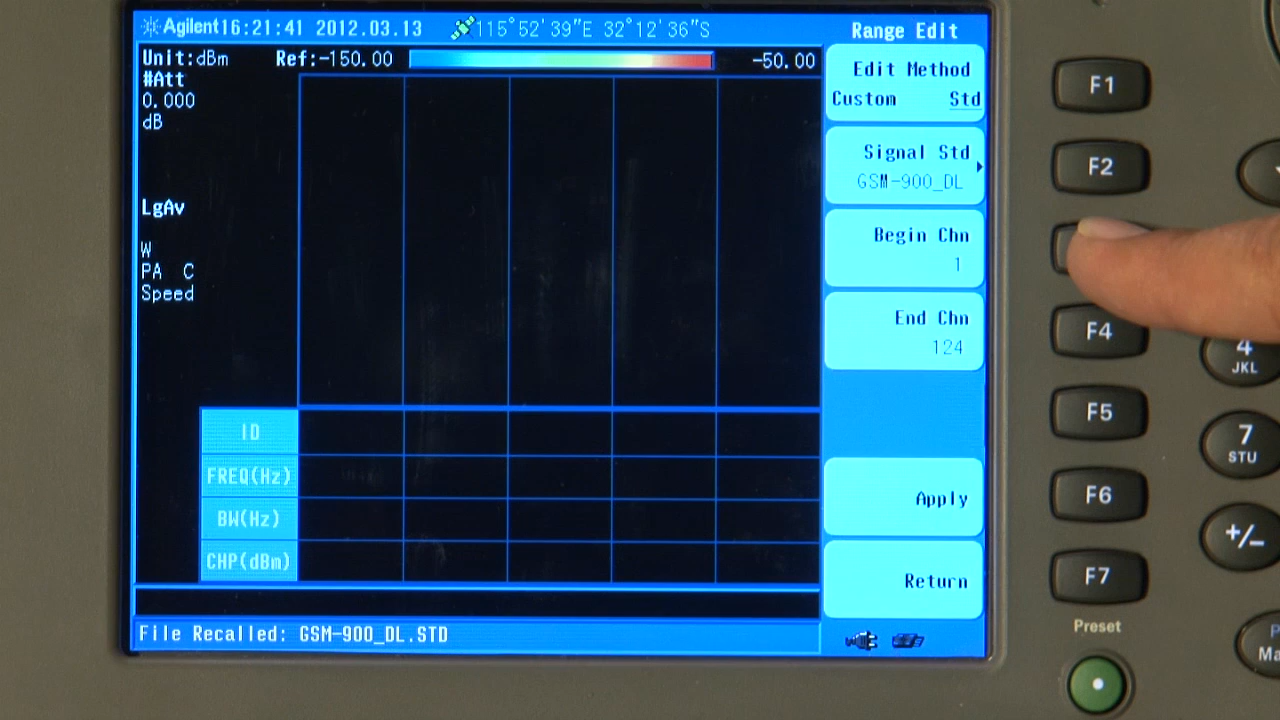 Agilent 16:21:41 2012.03.13 115°52'39"E 32°12'36"S
Range Edit
Unit:dBm Ref:-150.00 -50.00
#Att
0.000
dB
LgAv
W
PA C
Speed
ID
FREQ(Hz)
BW(Hz)
CHP(dBm)
File Recalled: GSM-900_DL.STD
Edit Method
Custom Std
Signal Std
GSM-900_DL
Begin Chn
1
End Chn
124
Apply
Return
F1
F2
F4
F5
F6
F7
Preset
4
JKL
7
STU
+/-